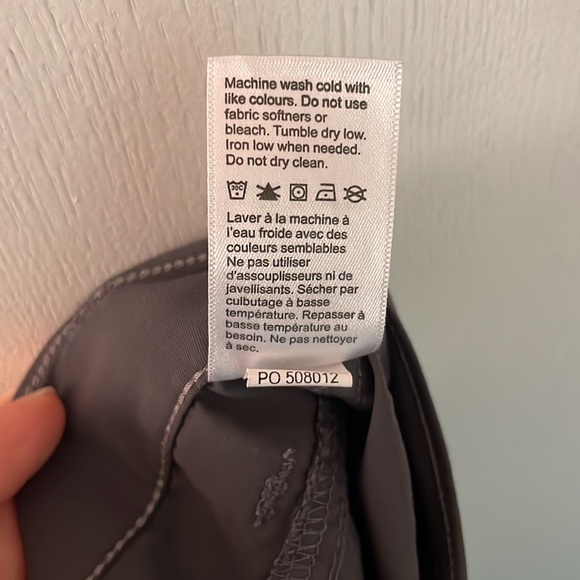 Machine wash cold with
like colours. Do not use
fabric softners or
bleach. Tumble dry low.
Iron low when needed.
Do not dry clean.
30C
Laver à la machine à
l'eau froide avec des
couleurs semblables
Ne pas utiliser
d'assouplisseurs ni de
javellisants. Sécher par
culbutage à basse
température. Repasser à
basse température au
besoin. Ne pas nettoyer
à sec.
PO 508012